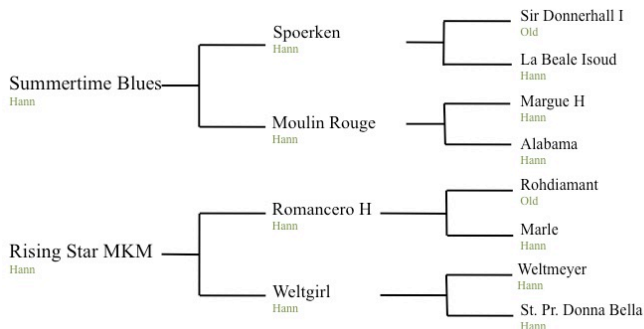 Sir Donnerhall I
Old
Spoerken
Hann
La Beale Isoud
Hann
Summertime Blues
Hann
Margue H
Hann
Moulin Rouge
Hann
Alabama
Hann
Rohdiamant
Old
Romancero H
Hann
Marle
Hann
Rising Star MKM
Hann
Weltmeyer
Hann
Weltgirl
Hann
St. Pr. Donna Bella
Hann